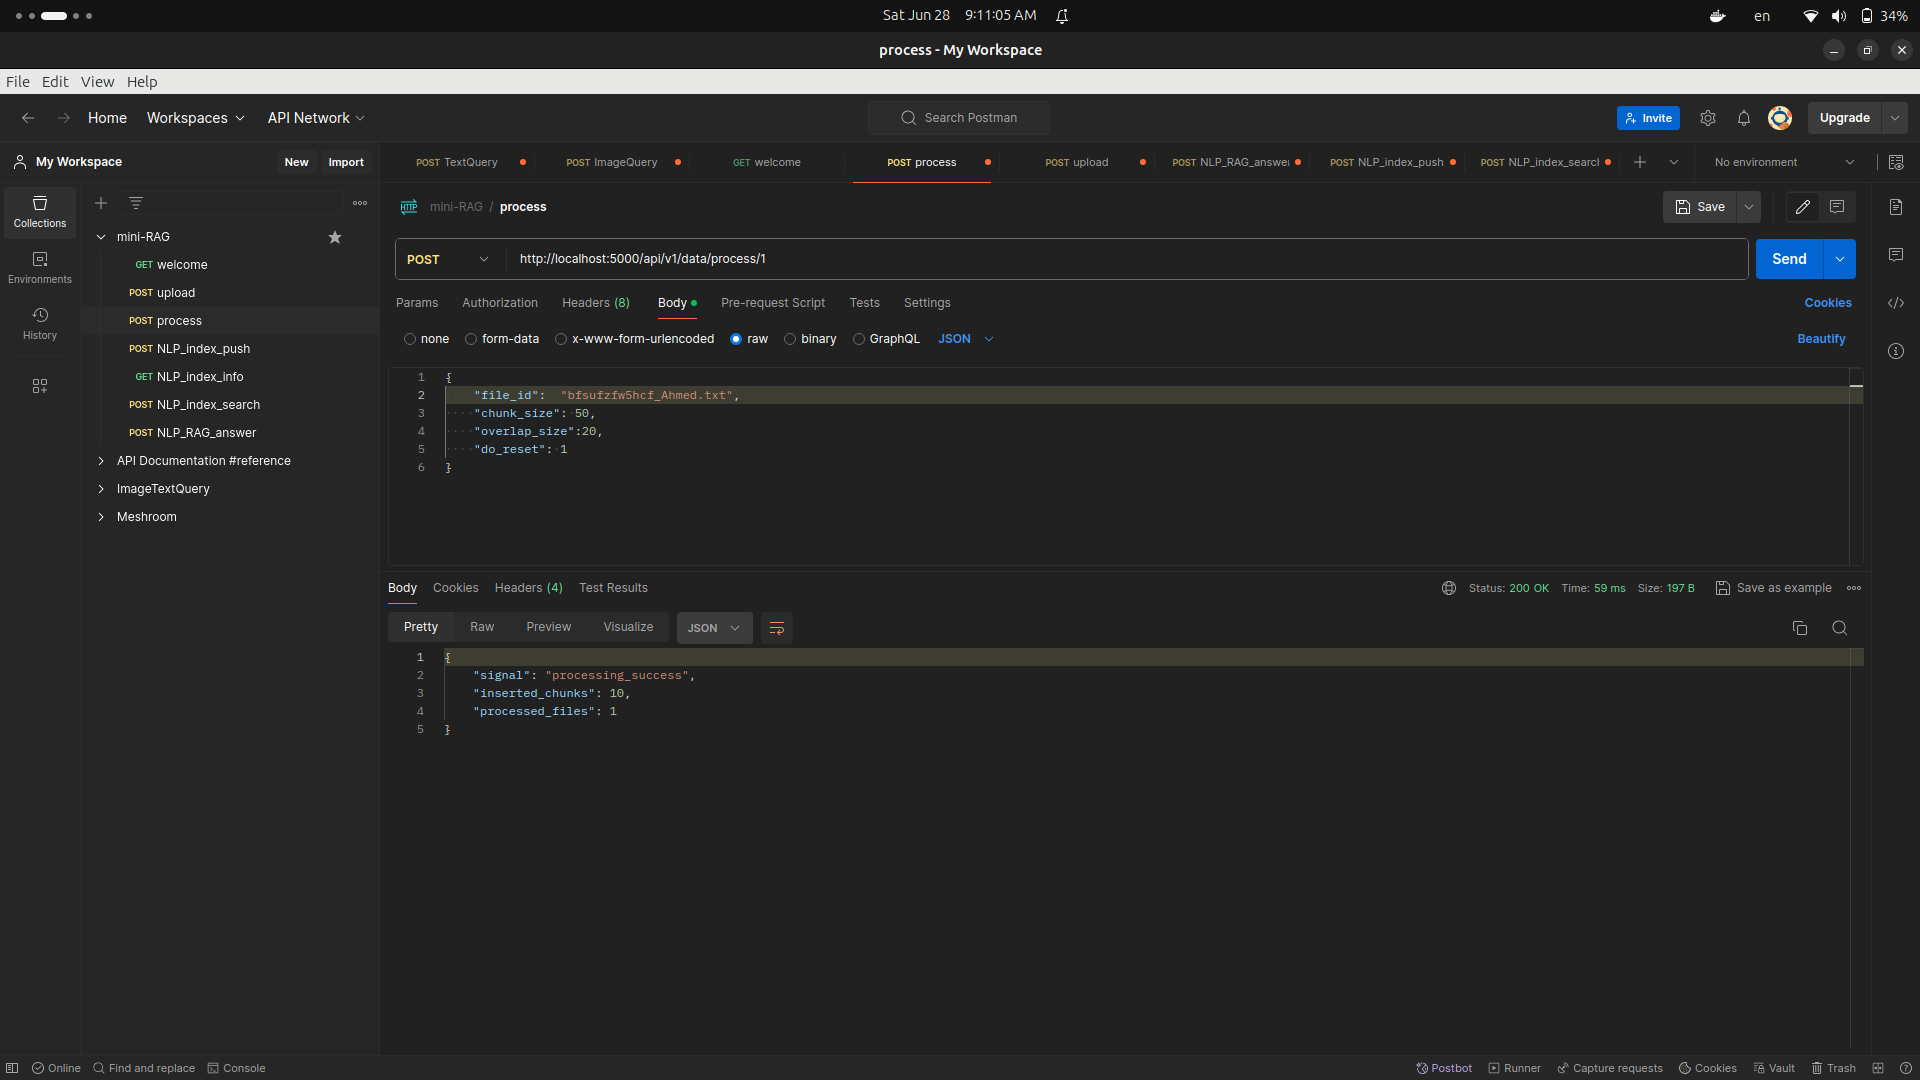 Sat Jun 28 9:11:05 AM
en
34%
process - My Workspace
File Edit View Help
Home Workspaces API Network
Search Postman
Invite
Upgrade
My Workspace
New Import
POST TextQuery
POST ImageQuery
GET welcome
POST process
POST upload
POST NLP_RAG_answer
POST NLP_index_push
POST NLP_index_search
No environment
Collections
Environments
History
mini-RAG
GET welcome
POST upload
POST process
POST NLP_index_push
GET NLP_index_info
POST NLP_index_search
POST NLP_RAG_answer
API Documentation #reference
ImageTextQuery
Meshroom
HTTP mini-RAG / process
Save
POST http://localhost:5000/api/v1/data/process/1
Send
Params Authorization Headers (8) Body Pre-request Script Tests Settings
Cookies
none form-data x-www-form-urlencoded raw binary GraphQL JSON
Beautify
1 {
2 "file_id": "bfsufzfw5hcf_Ahmed.txt",
3 "chunk_size": 50,
4 "overlap_size":20,
5 "do_reset": 1
6 }
Body Cookies Headers (4) Test Results
Status: 200 OK Time: 59 ms Size: 197 B Save as example
Pretty Raw Preview Visualize JSON
1 {
2 "signal": "processing_success",
3 "inserted_chunks": 10,
4 "processed_files": 1
5 }
Online Find and replace Console
Postbot Runner Capture requests Cookies Vault Trash